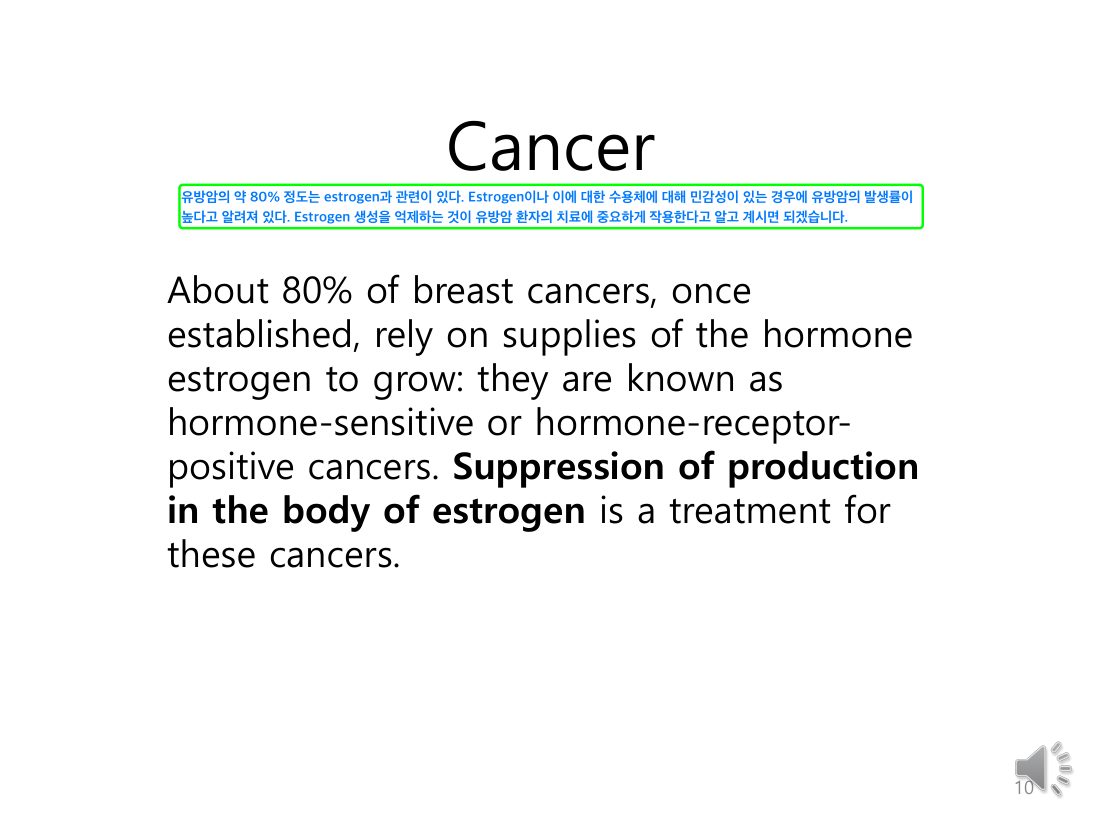 Cancer
유방암의 약 80% 정도는 estrogen과 관련이 있다. Estrogen이나 이에 대한 수용체에 대해 민감성이 있는 경우에 유방암의 발생률이
높다고 알려져 있다. Estrogen 생성을 억제하는 것이 유방암 환자의 치료에 중요하게 작용한다고 알고 계시면 되겠습니다.
About 80% of breast cancers, once
established, rely on supplies of the hormone
estrogen to grow: they are known as
hormone-sensitive or hormone-receptor-
positive cancers. Suppression of production
in the body of estrogen is a treatment for
these cancers.
10